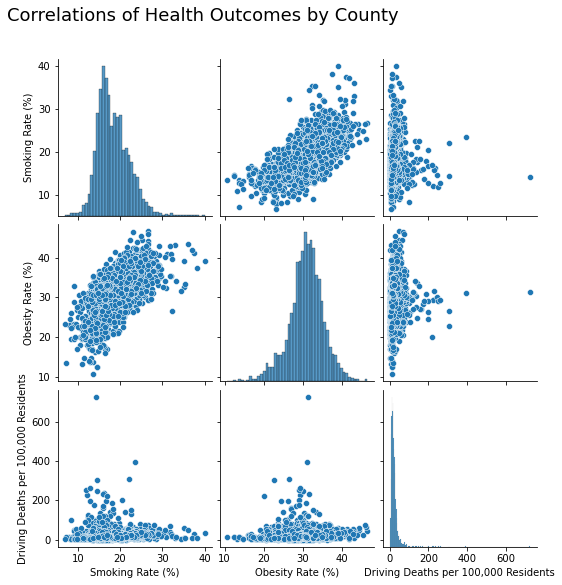 Correlations of Health Outcomes by County
40
30
20
10
Smoking Rate (%)
40
30
20
10
Obesity Rate (%)
600
400
200
0
Driving Deaths per 100,000 Residents
10 20 30 40
10 20 30 40
0 200 400 600
Smoking Rate (%)
Obesity Rate (%)
Driving Deaths per 100,000 Residents